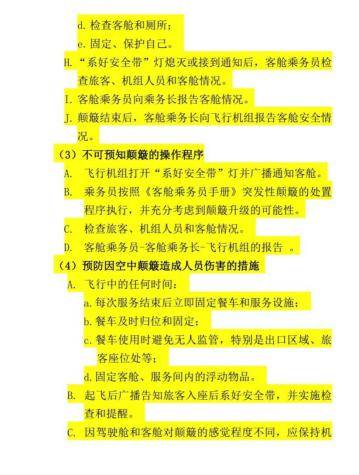 d. 检查客舱和厕所；
e. 固定、保护自己。
H. “系好安全带”灯熄灭或接到通知后，客舱乘务员检
查旅客、机组人员和客舱情况。
I. 客舱乘务员向乘务长报告客舱情况。
J. 颠簸结束后，客舱乘务长向飞行机组报告客舱安全情
况。
（3）不可预知颠簸的操作程序
A. 飞行机组打开“系好安全带”灯并广播通知客舱。
B. 乘务员按照《客舱乘务员手册》突发性颠簸的处置
程序执行，并充分考虑到颠簸升级的可能性。
C. 检查旅客、机组人员和客舱情况。
D. 客舱乘务员-客舱乘务长-飞行机组的报告 。
（4）预防因空中颠簸造成人员伤害的措施
A. 飞行中的任何时间：
a. 每次服务结束后立即固定餐车和服务设施；
b. 餐车及时归位和固定；
c. 餐车使用时避免无人监管，特别是出口区域、旅
客座位处等；
d. 固定客舱、服务间内的浮动物品。
B. 起飞后广播告知旅客入座后系好安全带，并实施检
查和提醒。
C. 因驾驶舱和客舱对颠簸的感觉程度不同，应保持机